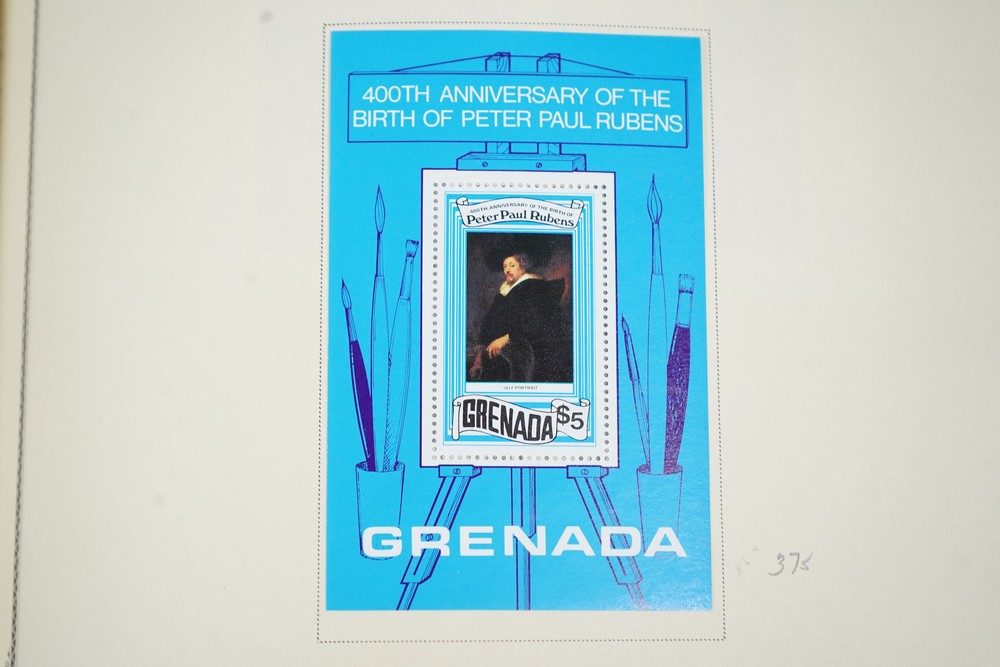 400TH ANNIVERSARY OF THE
BIRTH OF PETER PAUL RUBENS
400TH ANNIVERSARY OF THE BIRTH OF
Peter Paul Rubens
SELF PORTRAIT
GRENADA $5
GRENADA
375